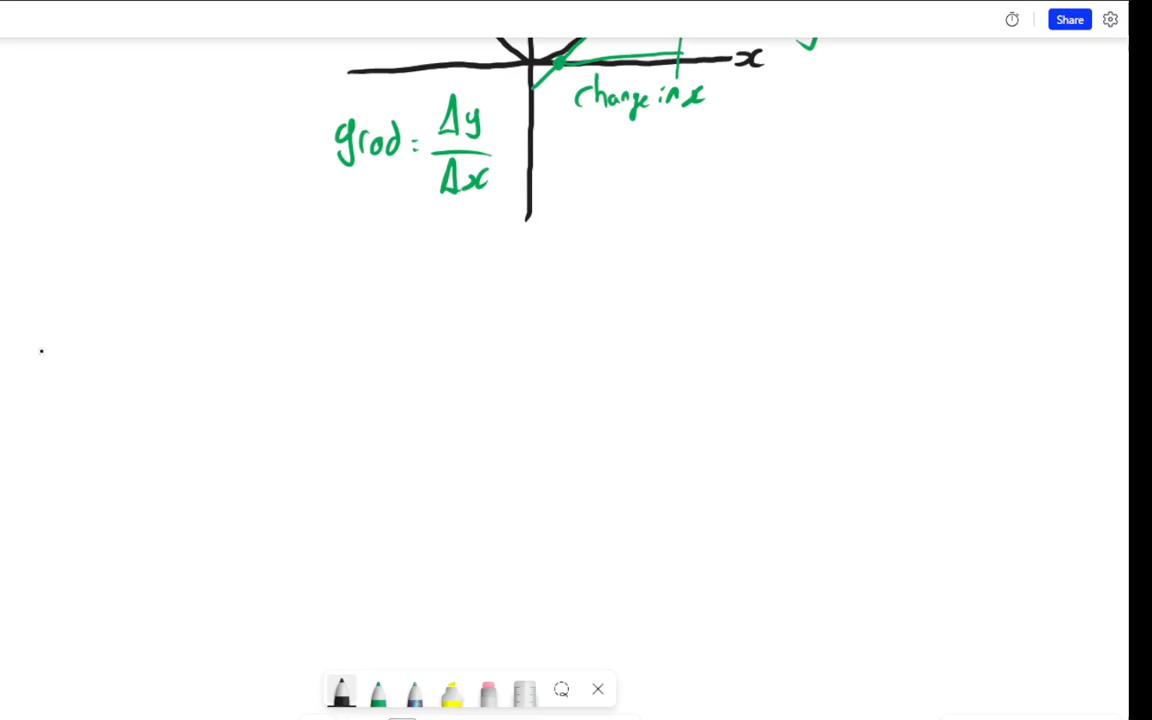 Share
x
change in x
grad = Δy
Δx